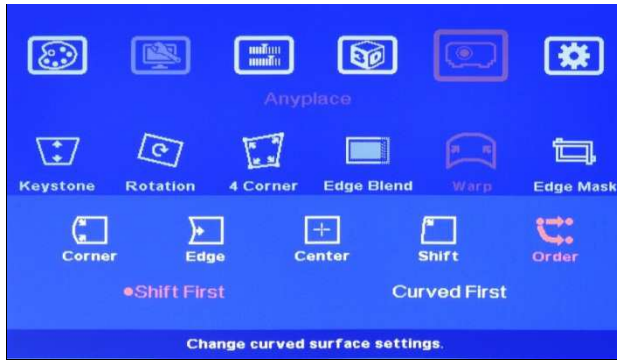 3D
Anyplace
Keystone Rotation 4 Corner Edge Blend Warp Edge Mask
Corner Edge Center Shift Order
•Shift First Curved First
Change curved surface settings.